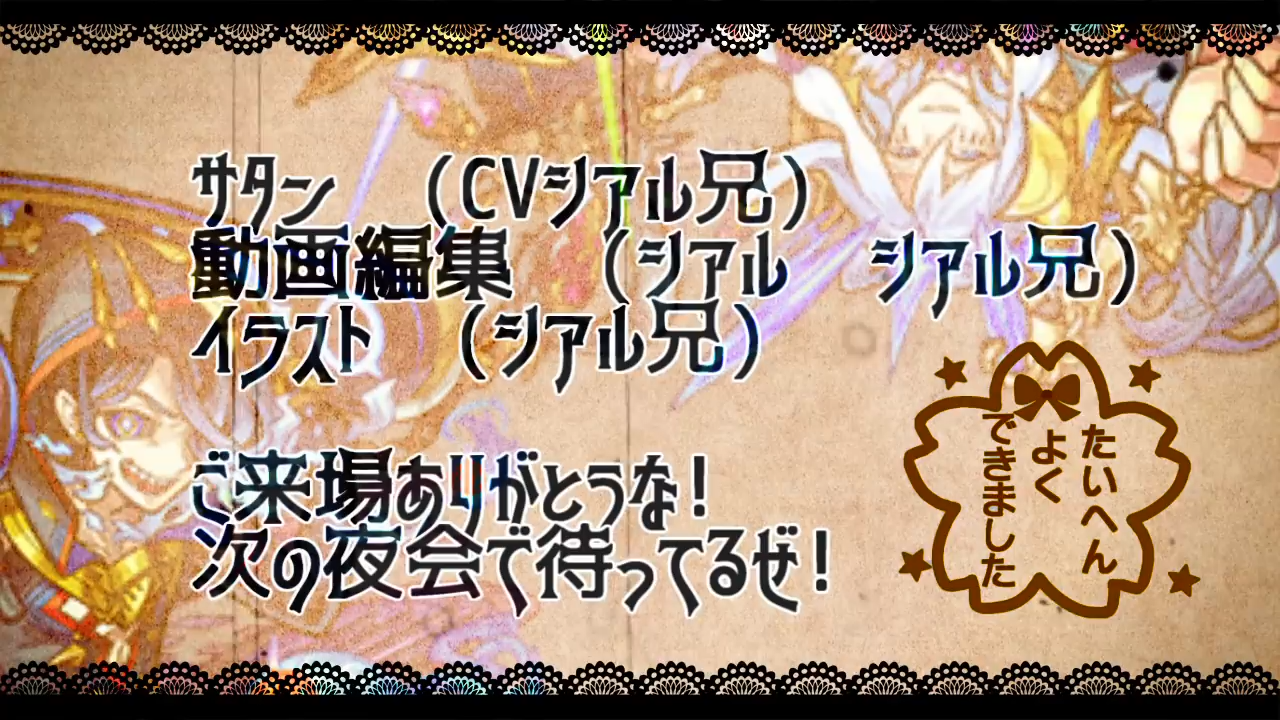 サタン　（CVシアル兄）
動画編集　（シアル　シアル兄）
イラスト　（シアル兄）
ご来場ありがとうな！
次の夜会で待ってるぜ！
たいへん
よく
できました